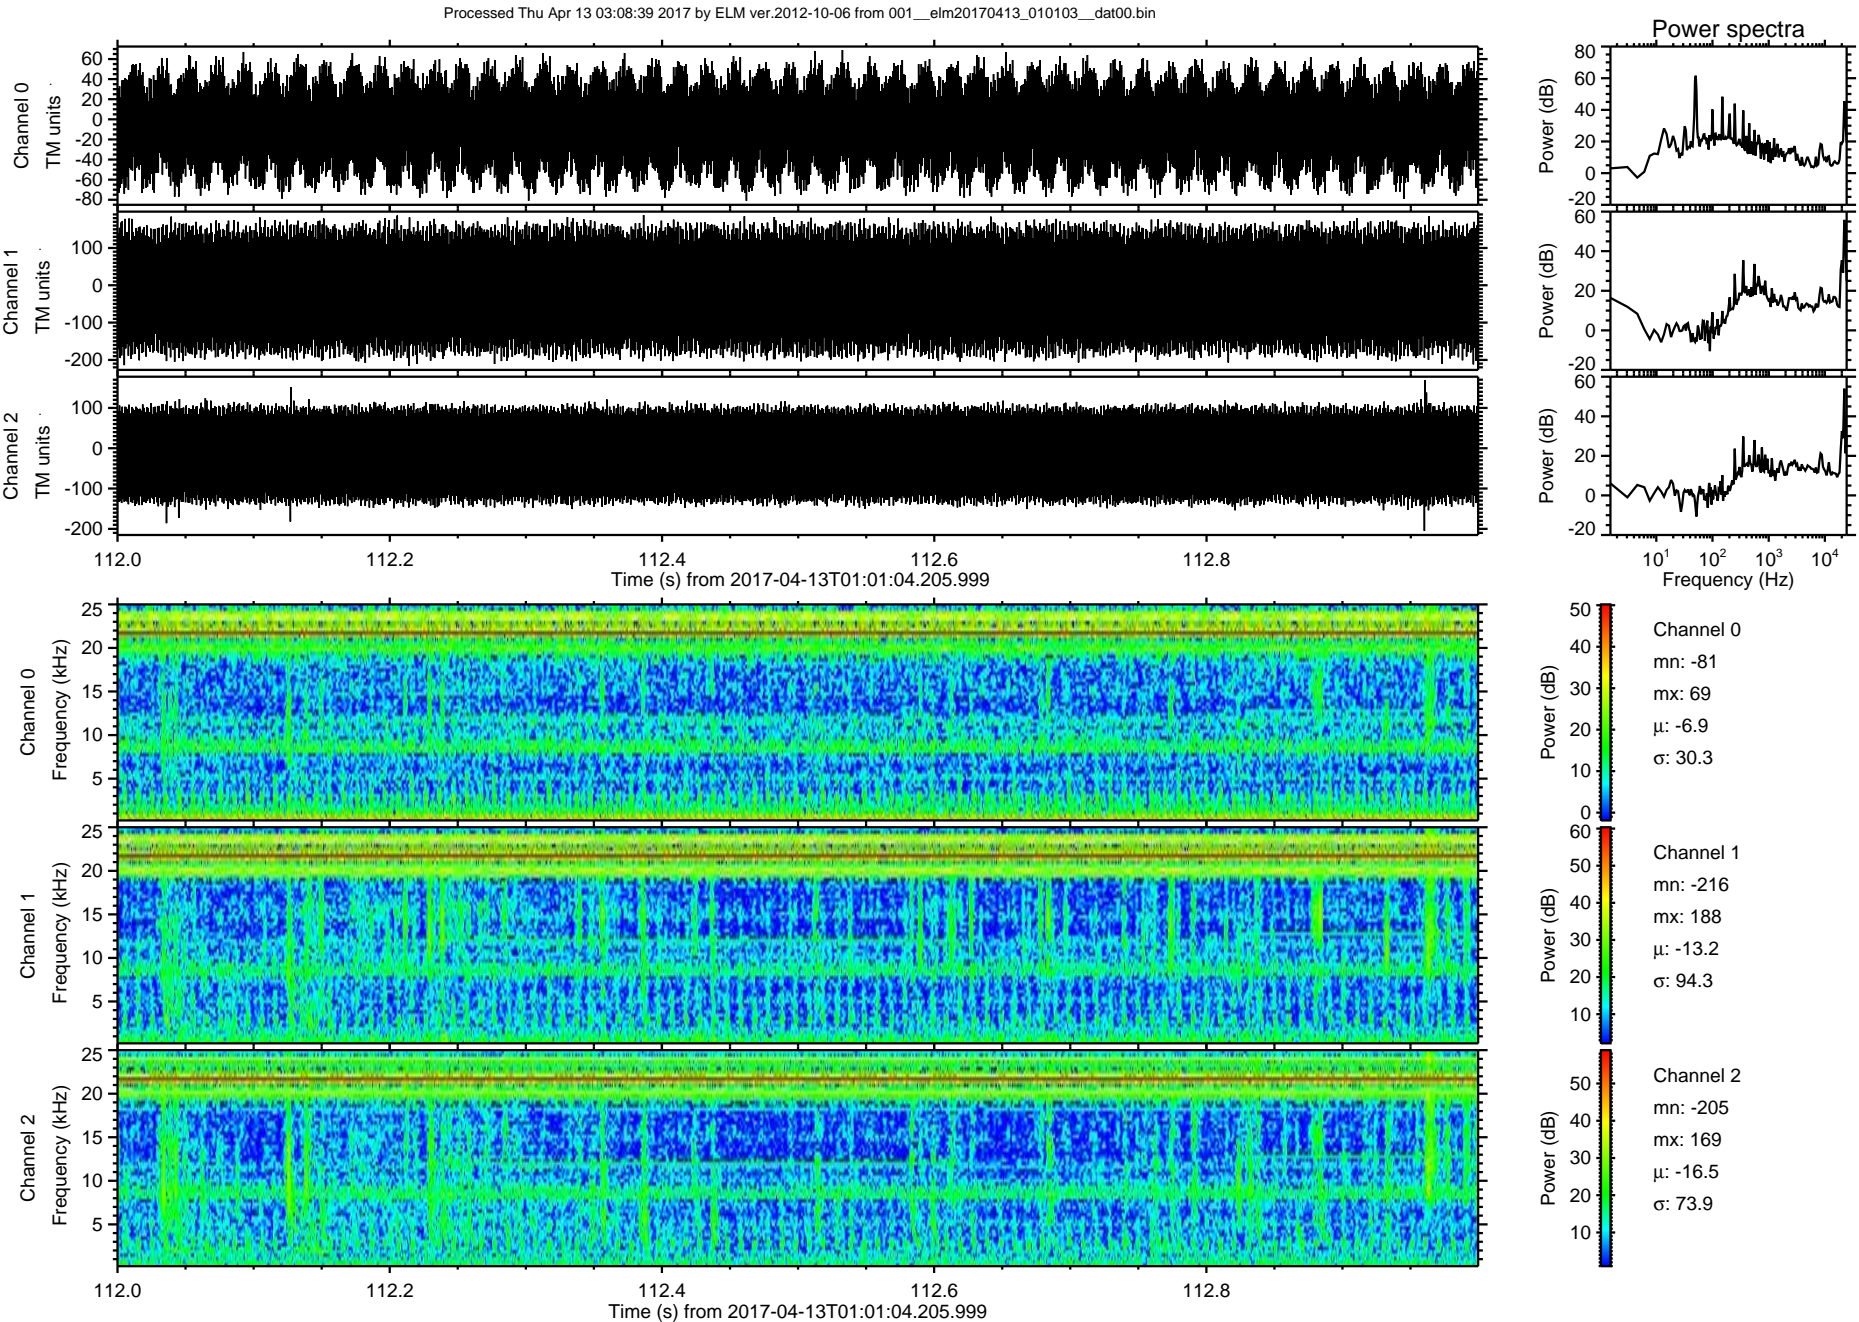 Processed Thu Apr 13 03:08:39 2017 by ELM ver.2012-10-06 from 001__elm20170413_010103__dat00.bin
Power spectra
Channel 0
TM units
60
40
20
0
-20
-40
-60
-80
Power (dB)
80
60
40
20
0
-20
Channel 1
TM units
100
0
-100
-200
Power (dB)
60
40
20
0
-20
Channel 2
TM units
100
0
-100
-200
Power (dB)
60
40
20
0
-20
112.0 112.2 112.4 112.6 112.8
Time (s) from 2017-04-13T01:01:04.205.999
10^1 10^2 10^3 10^4
Frequency (Hz)
Channel 0
Frequency (kHz)
25
20
15
10
5
Power (dB)
50
40
30
20
10
0
Channel 0
mn: -81
mx: 69
μ: -6.9
σ: 30.3
Channel 1
Frequency (kHz)
25
20
15
10
5
Power (dB)
60
50
40
30
20
10
Channel 1
mn: -216
mx: 188
μ: -13.2
σ: 94.3
Channel 2
Frequency (kHz)
25
20
15
10
5
Power (dB)
50
40
30
20
10
Channel 2
mn: -205
mx: 169
μ: -16.5
σ: 73.9
112.0 112.2 112.4 112.6 112.8
Time (s) from 2017-04-13T01:01:04.205.999